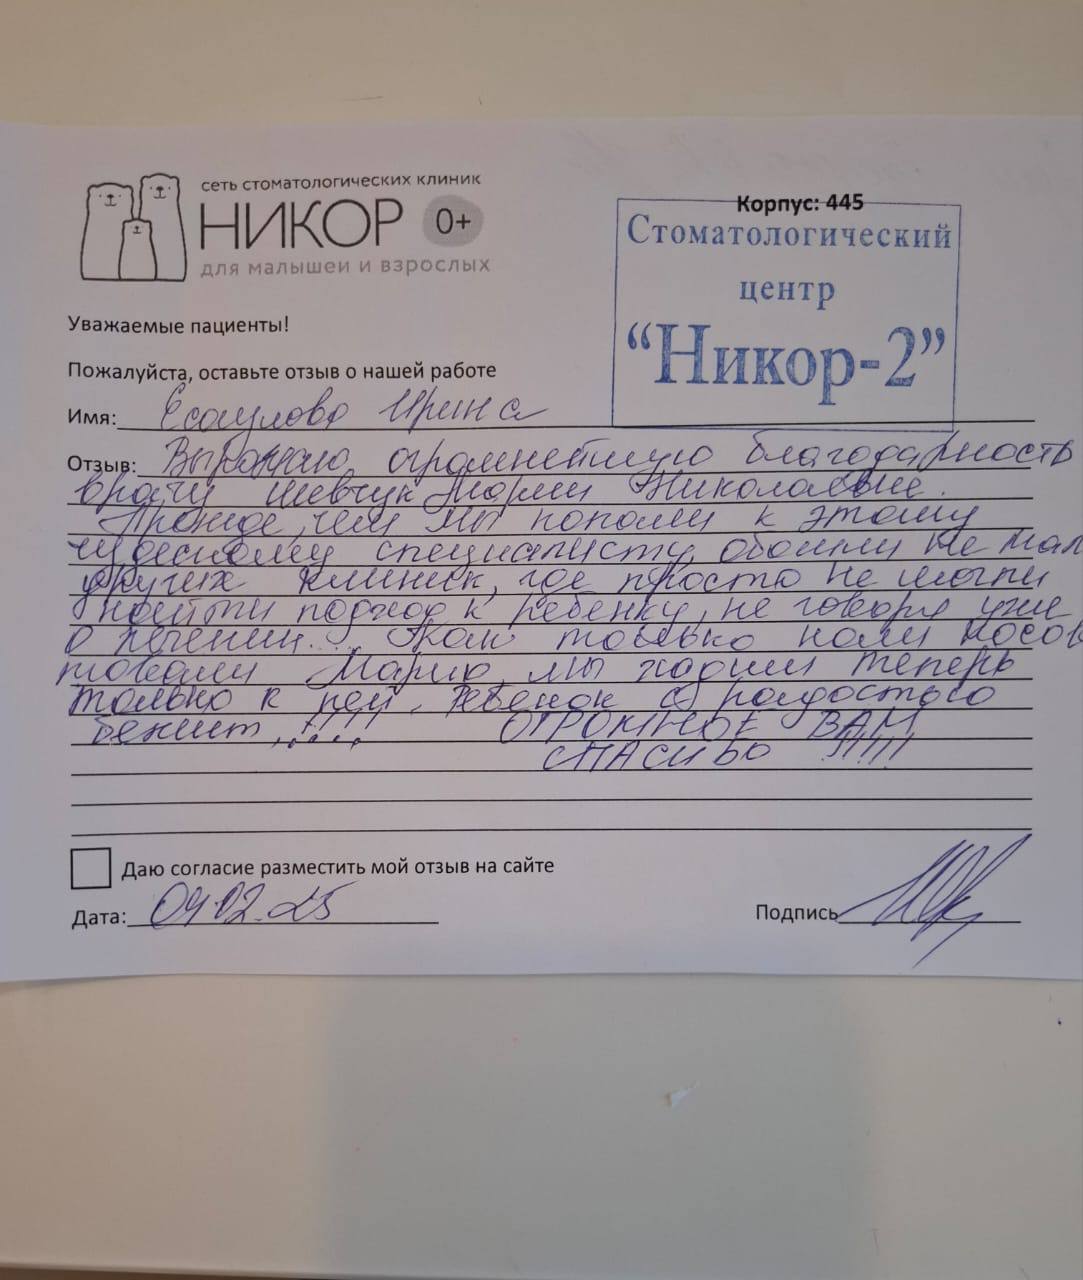 сеть стоматологических клиник
НИКОР 0+
для малышей и взрослых
Корпус: 445
Стоматологический
центр
“Никор-2”
Уважаемые пациенты!
Пожалуйста, оставьте отзыв о нашей работе
Имя: Есаулова Ирина
Отзыв: Выражаю огромнейшую благодарность
врачу Шевчук Марии Николаевне.
Прежде, чем мы попали к этому
чудесному специалисту, обошли не мал
других клиник, где просто не могли
найти подход к ребенку, не говоря уже
о лечении... Как только нам посов
товали Марию, мы ходим теперь
только к ней. Ребенок с радостью
бежит, !!!! ОГРОМНОЕ ВАМ
СПАСИБО !!!!!
Даю согласие разместить мой отзыв на сайте
Дата: 04.02.25
Подпись